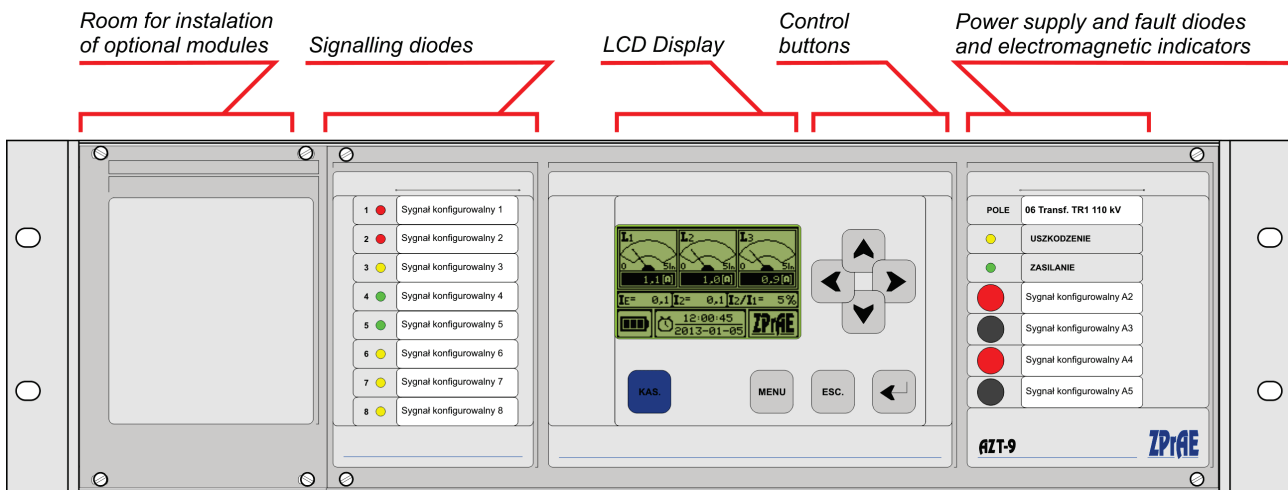 Room for instalation
of optional modules
Signalling diodes
LCD Display
Control
buttons
Power supply and fault diodes
and electromagnetic indicators
1 Sygnał konfigurowalny 1
2 Sygnał konfigurowalny 2
3 Sygnał konfigurowalny 3
4 Sygnał konfigurowalny 4
5 Sygnał konfigurowalny 5
6 Sygnał konfigurowalny 6
7 Sygnał konfigurowalny 7
8 Sygnał konfigurowalny 8
I1 I2 I3
0 5In 0 5In 0 5In
1,1[A] 1,0[A] 0,9[A]
IE= 0,1 I2= 0,1 I2/I1= 5%
12:00:45
2013-01-05
ZPrAE
KAS.
MENU
ESC.
POLE 06 Transf. TR1 110 kV
USZKODZENIE
ZASILANIE
Sygnał konfigurowalny A2
Sygnał konfigurowalny A3
Sygnał konfigurowalny A4
Sygnał konfigurowalny A5
AZT-9
ZPrAE